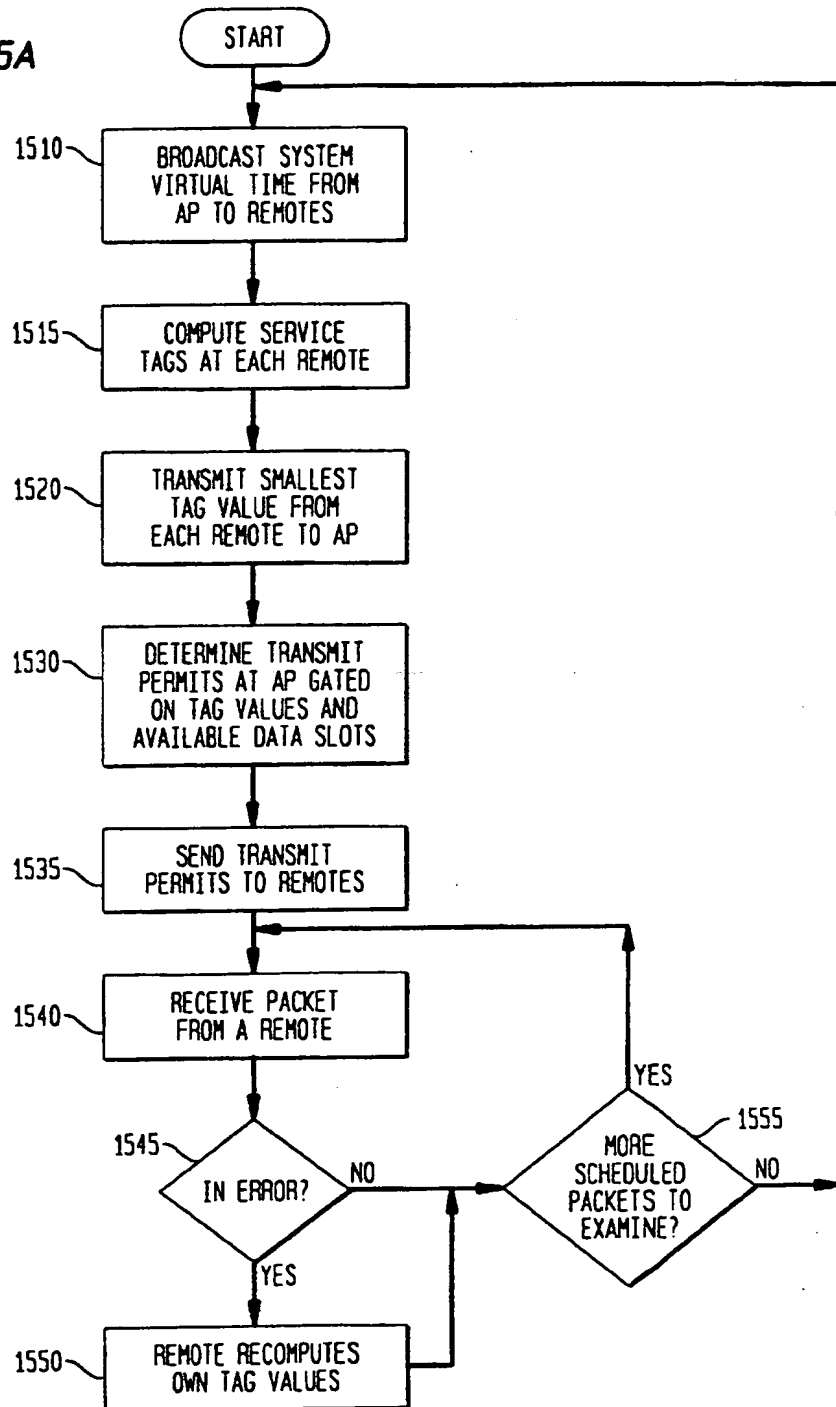 5A
START
1510
BROADCAST SYSTEM
VIRTUAL TIME FROM
AP TO REMOTES
1515
COMPUTE SERVICE
TAGS AT EACH REMOTE
1520
TRANSMIT SMALLEST
TAG VALUE FROM
EACH REMOTE TO AP
1530
DETERMINE TRANSMIT
PERMITS AT AP GATED
ON TAG VALUES AND
AVAILABLE DATA SLOTS
1535
SEND TRANSMIT
PERMITS TO REMOTES
1540
RECEIVE PACKET
FROM A REMOTE
1545
IN ERROR?
NO
YES
1555
MORE
SCHEDULED
PACKETS TO
EXAMINE?
YES
NO
1550
REMOTE RECOMPUTES
OWN TAG VALUES